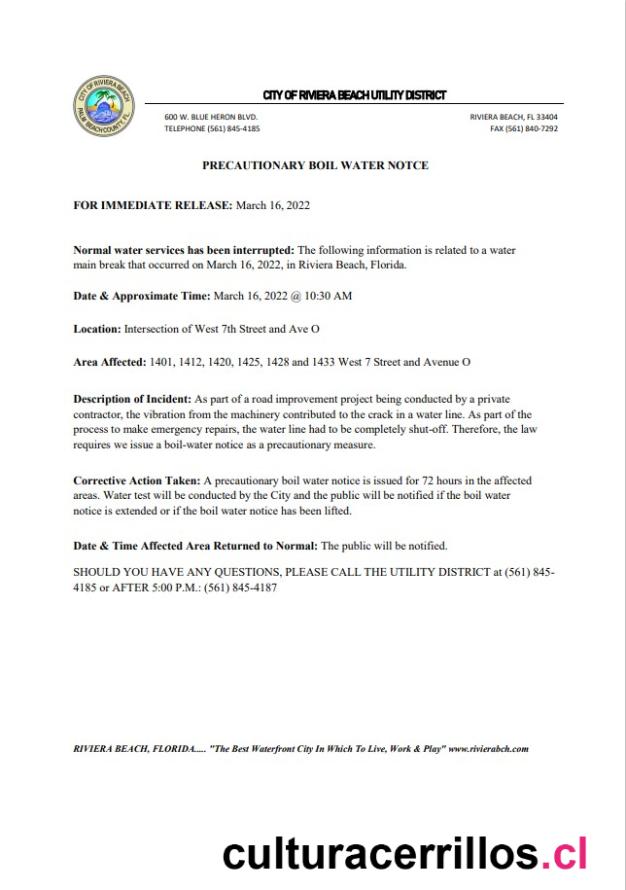 CITY OF RIVIERA BEACH
PALM BEACH COUNTY, FL
CITY OF RIVIERA BEACH UTILITY DISTRICT
600 W. BLUE HERON BLVD. RIVIERA BEACH, FL 33404
TELEPHONE (561) 845-4185 FAX (561) 840-7292
PRECAUTIONARY BOIL WATER NOTCE
FOR IMMEDIATE RELEASE: March 16, 2022
Normal water services has been interrupted: The following information is related to a water
main break that occurred on March 16, 2022, in Riviera Beach, Florida.
Date & Approximate Time: March 16, 2022 @ 10:30 AM
Location: Intersection of West 7th Street and Ave O
Area Affected: 1401, 1412, 1420, 1425, 1428 and 1433 West 7 Street and Avenue O
Description of Incident: As part of a road improvement project being conducted by a private
contractor, the vibration from the machinery contributed to the crack in a water line. As part of the
process to make emergency repairs, the water line had to be completely shut-off. Therefore, the law
requires we issue a boil-water notice as a precautionary measure.
Corrective Action Taken: A precautionary boil water notice is issued for 72 hours in the affected
areas. Water test will be conducted by the City and the public will be notified if the boil water
notice is extended or if the boil water notice has been lifted.
Date & Time Affected Area Returned to Normal: The public will be notified.
SHOULD YOU HAVE ANY QUESTIONS, PLEASE CALL THE UTILITY DISTRICT at (561) 845-
4185 or AFTER 5:00 P.M.: (561) 845-4187
RIVIERA BEACH, FLORIDA..... "The Best Waterfront City In Which To Live, Work & Play" www.rivierabch.com
culturacerrillos.cl